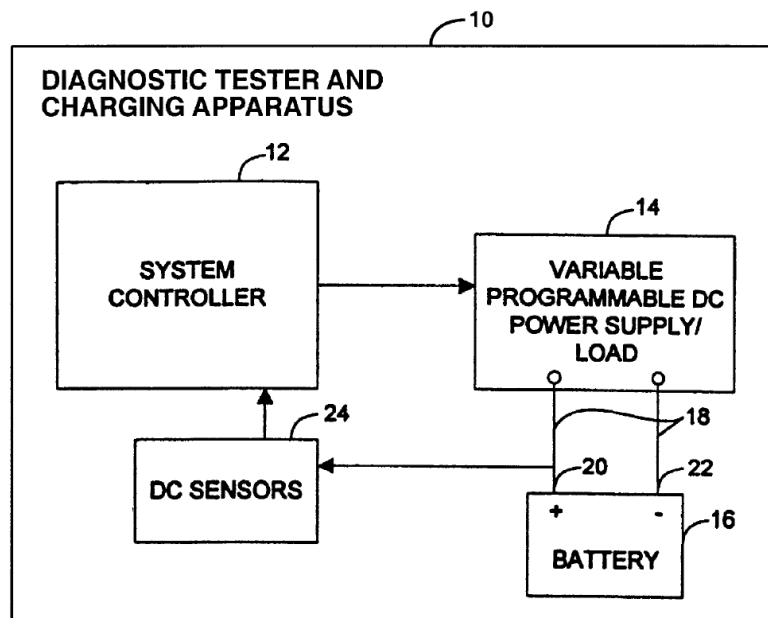 10
DIAGNOSTIC TESTER AND
CHARGING APPARATUS
12
14
SYSTEM
CONTROLLER
VARIABLE
PROGRAMMABLE DC
POWER SUPPLY/
LOAD
18
24
DC SENSORS
20
22
+ -
16
BATTERY